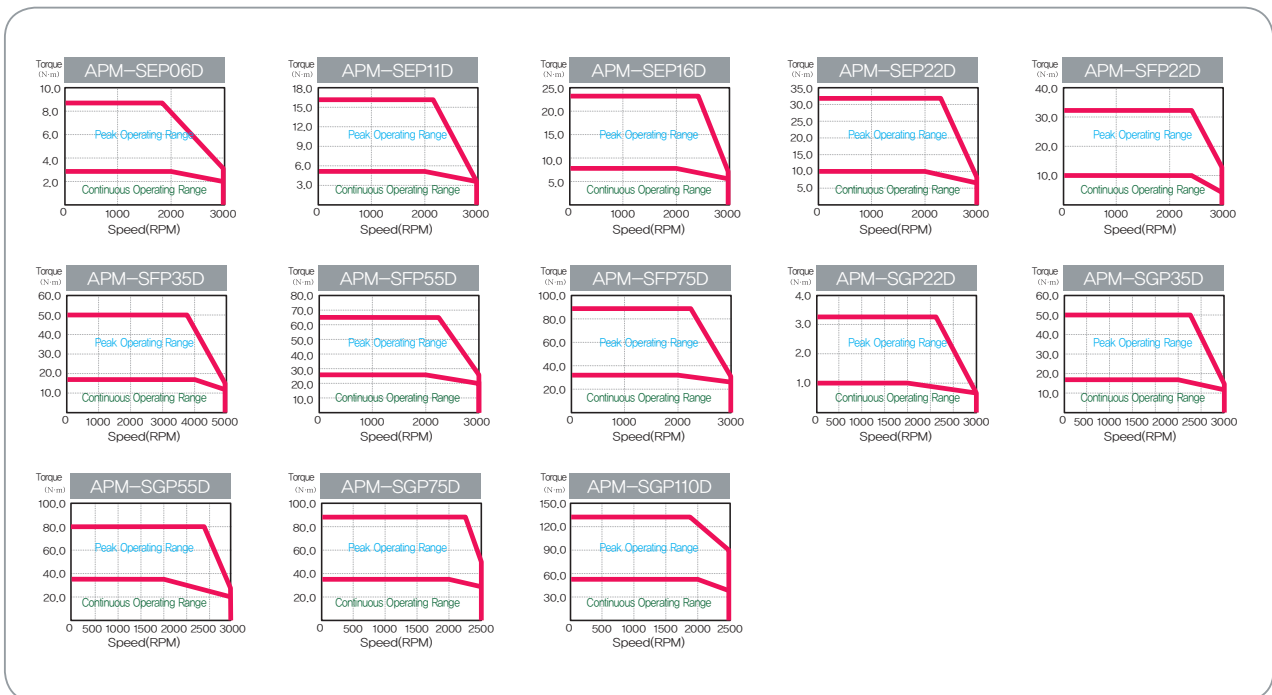 Torque
(N·m)
APM-SEP06D
10.0
8.0
6.0
4.0
2.0
Peak Operating Range
Continuous Operating Range
0 1000 2000 3000
Speed(RPM)
Torque
(N·m)
APM-SEP11D
18.0
15.0
12.0
9.0
6.0
3.0
Peak Operating Range
Continuous Operating Range
0 1000 2000 3000
Speed(RPM)
Torque
(N·m)
APM-SEP16D
25.0
20.0
15.0
10.0
5.0
Peak Operating Range
Continuous Operating Range
0 1000 2000 3000
Speed(RPM)
Torque
(N·m)
APM-SEP22D
35.0
30.0
25.0
20.0
15.0
10.0
5.0
Peak Operating Range
Continuous Operating Range
0 1000 2000 3000
Speed(RPM)
Torque
(N·m)
APM-SFP22D
40.0
30.0
20.0
10.0
Peak Operating Range
Continuous Operating Range
0 1000 2000 3000
Speed(RPM)
Torque
(N·m)
APM-SFP35D
60.0
50.0
40.0
30.0
20.0
10.0
Peak Operating Range
Continuous Operating Range
0 1000 2000 3000 4000 5000
Speed(RPM)
Torque
(N·m)
APM-SFP55D
80.0
70.0
60.0
50.0
40.0
30.0
20.0
10.0
Peak Operating Range
Continuous Operating Range
0 1000 2000 3000
Speed(RPM)
Torque
(N·m)
APM-SFP75D
100.0
80.0
60.0
40.0
20.0
Peak Operating Range
Continuous Operating Range
0 1000 2000 3000
Speed(RPM)
Torque
(N·m)
APM-SGP22D
4.0
3.0
2.0
1.0
Peak Operating Range
Continuous Operating Range
0 500 1000 1500 2000 2500 3000
Speed(RPM)
Torque
(N·m)
APM-SGP35D
60.0
50.0
40.0
30.0
20.0
10.0
Peak Operating Range
Continuous Operating Range
0 500 1000 1500 2000 2500 3000
Speed(RPM)
Torque
(N·m)
APM-SGP55D
100.0
80.0
60.0
40.0
20.0
Peak Operating Range
Continuous Operating Range
0 500 1000 1500 2000 2500 3000
Speed(RPM)
Torque
(N·m)
APM-SGP75D
100.0
80.0
60.0
40.0
20.0
Peak Operating Range
Continuous Operating Range
0 500 1000 1500 2000 2500
Speed(RPM)
Torque
(N·m)
APM-SGP110D
150.0
120.0
90.0
60.0
30.0
Peak Operating Range
Continuous Operating Range
0 500 1000 1500 2000 2500
Speed(RPM)